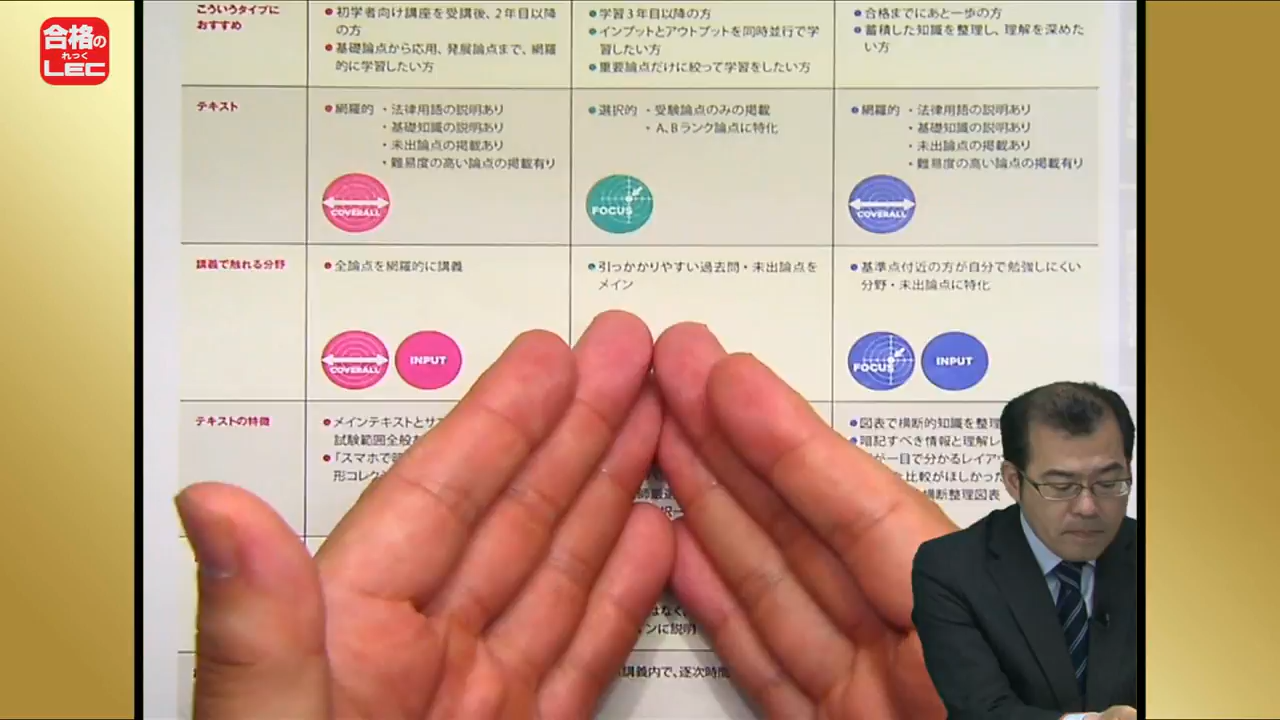 合格の
れっく
LEC
こういうタイプに
おすすめ
●初学者向け講座を受講後、2年目以降
の方
●基礎論点から応用、発展論点まで、網羅
的に学習したい方
●学習3年目以降の方
●インプットとアウトプットを同時並行で学
習したい方
●重要論点だけに絞って学習をしたい方
●合格までにあと一歩の方
●蓄積した知識を整理し、理解を深めた
い方
テキスト
●網羅的 ・法律用語の説明あり
・基礎知識の説明あり
・未出論点の掲載あり
・難易度の高い論点の掲載有り
COVERALL
●選択的 ・受験論点のみの掲載
・A、Bランク論点に特化
FOCUS
●網羅的 ・法律用語の説明あり
・基礎知識の説明あり
・未出論点の掲載あり
・難易度の高い論点の掲載有り
COVERALL
講義で触れる分野
●全論点を網羅的に講義
COVERALL INPUT
●引っかかりやすい過去問・未出論点を
メイン
●基準点付近の方が自分で勉強しにくい
分野・未出論点に特化
FOCUS INPUT
テキストの特徴
●メインテキストとサ
試験範囲全般
●「スマホで
形コレク
●図表で横断的知識を整理
●暗記すべき情報と理解
が一目で分かるレイア
比較がほしかった
横断整理図表
はなく
ンに説明
講義内で、逐次時間